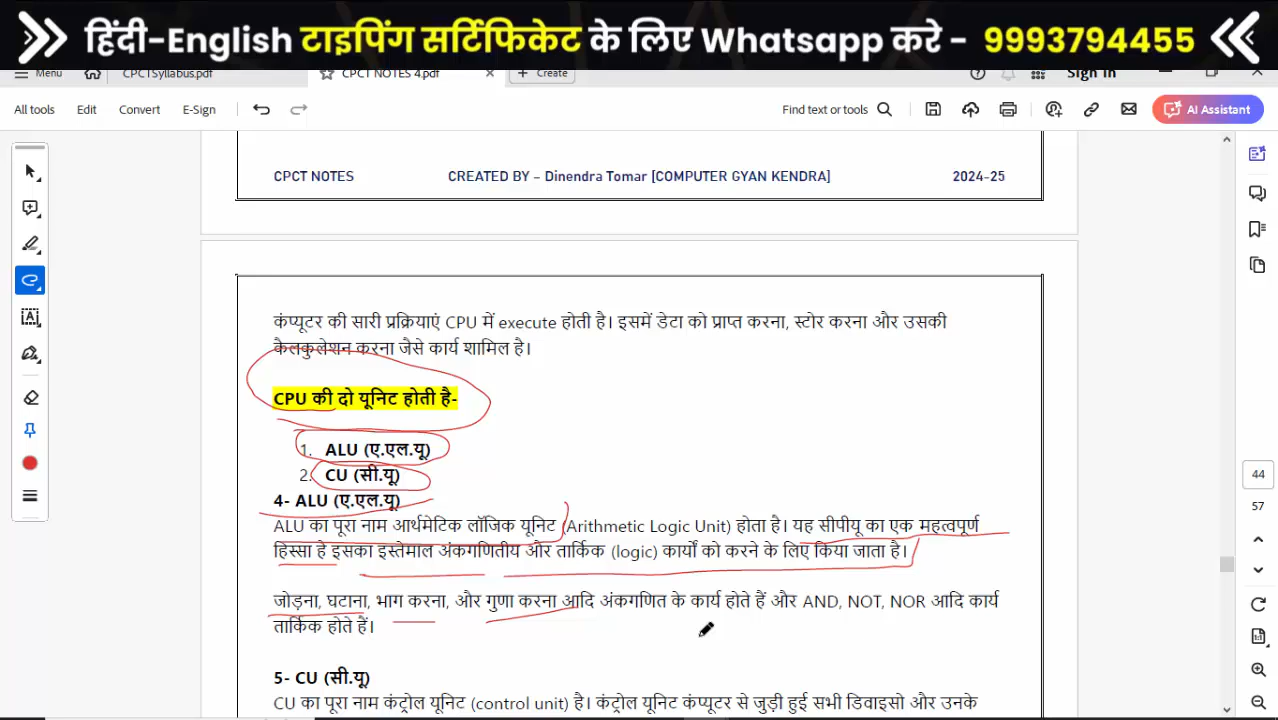 हिंदी-English टाइपिंग सर्टिफिकेट के लिए Whatsapp करे - 9993794455
Menu CPCTSyllabus.pdf CPCT NOTES 4.pdf Create Sign In
All tools Edit Convert E-Sign Find text or tools AI Assistant
CPCT NOTES CREATED BY – Dinendra Tomar [COMPUTER GYAN KENDRA] 2024-25
कंप्यूटर की सारी प्रक्रियाएं CPU में execute होती है। इसमें डेटा को प्राप्त करना, स्टोर करना और उसकी
कैलकुलेशन करना जैसे कार्य शामिल है।
CPU की दो यूनिट होती है-
1. ALU (ए.एल.यू)
2. CU (सी.यू)
4- ALU (ए.एल.यू)
ALU का पूरा नाम आर्थमेटिक लॉजिक यूनिट (Arithmetic Logic Unit) होता है। यह सीपीयू का एक महत्वपूर्ण
हिस्सा हे इसका इस्तेमाल अंकगणितीय और तार्किक (logic) कार्यों को करने के लिए किया जाता है।
जोड़ना, घटाना, भाग करना, और गुणा करना आदि अंकगणित के कार्य होते हैं और AND, NOT, NOR आदि कार्य
तार्किक होते हैं।
5- CU (सी.यू)
CU का पूरा नाम कंट्रोल यूनिट (control unit) है। कंट्रोल यूनिट कंप्यूटर से जुड़ी हुई सभी डिवाइसो और उनके
44
57